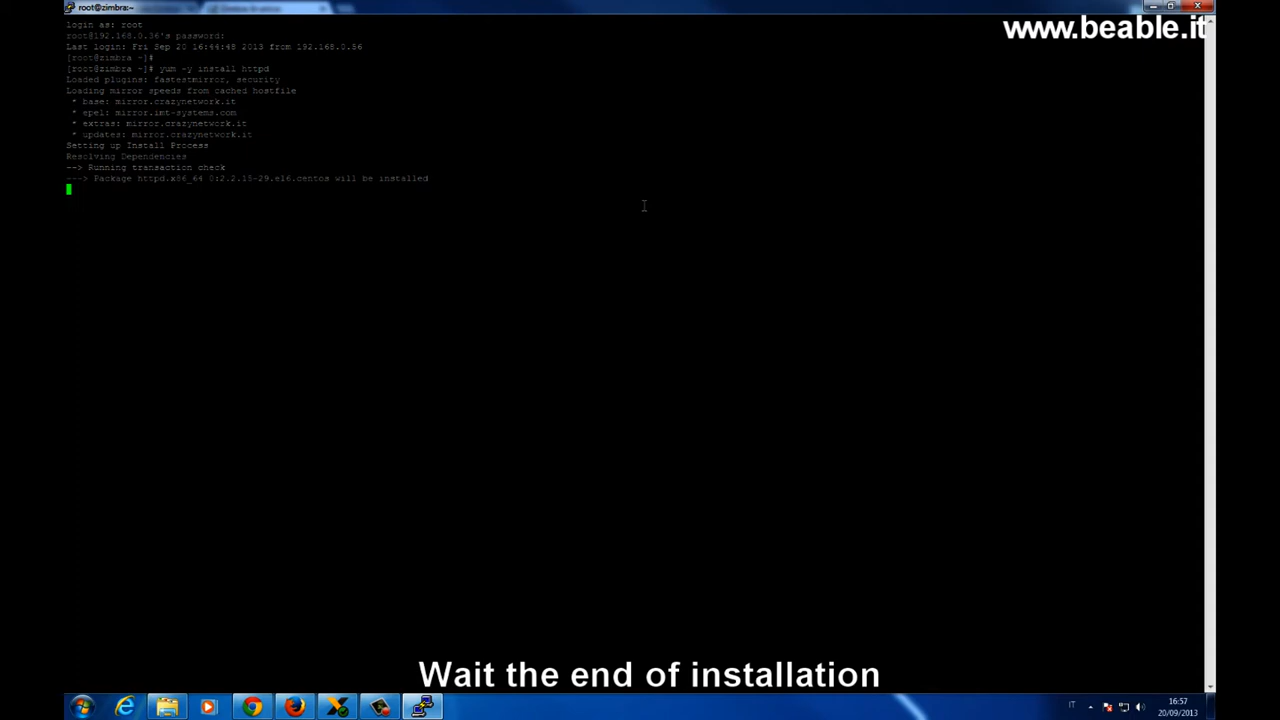 root@zimbra:~
www.beable.it
login as: root
root@192.168.0.36's password:
Last login: Fri Sep 20 16:44:48 2013 from 192.168.0.56
[root@zimbra ~]#
[root@zimbra ~]# yum -y install httpd
Loaded plugins: fastestmirror, security
Loading mirror speeds from cached hostfile
* base: mirror.crazynetwork.it
* epel: mirror.imt-systems.com
* extras: mirror.crazynetwork.it
* updates: mirror.crazynetwork.it
Setting up Install Process
Resolving Dependencies
--> Running transaction check
---> Package httpd.x86_64 0:2.2.15-29.el6.centos will be installed
Wait the end of installation
IT
16:57
20/09/2013